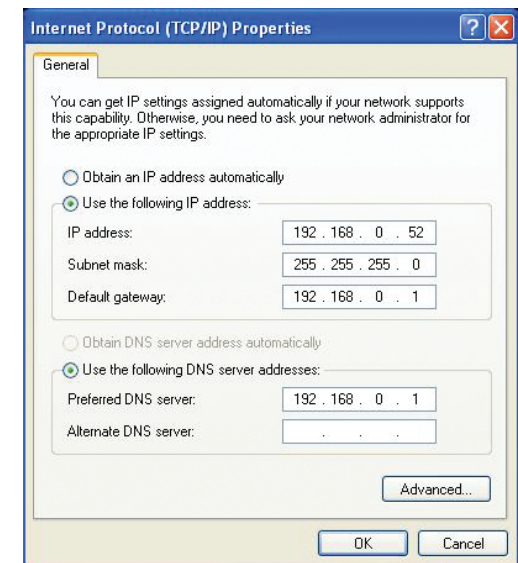 Internet Protocol (TCP/IP) Properties
General
You can get IP settings assigned automatically if your network supports
this capability. Otherwise, you need to ask your network administrator for
the appropriate IP settings.
Obtain an IP address automatically
Use the following IP address:
IP address: 192 . 168 . 0 . 52
Subnet mask: 255 . 255 . 255 . 0
Default gateway: 192 . 168 . 0 . 1
Obtain DNS server address automatically
Use the following DNS server addresses:
Preferred DNS server: 192 . 168 . 0 . 1
Alternate DNS server: . . .
Advanced...
OK Cancel